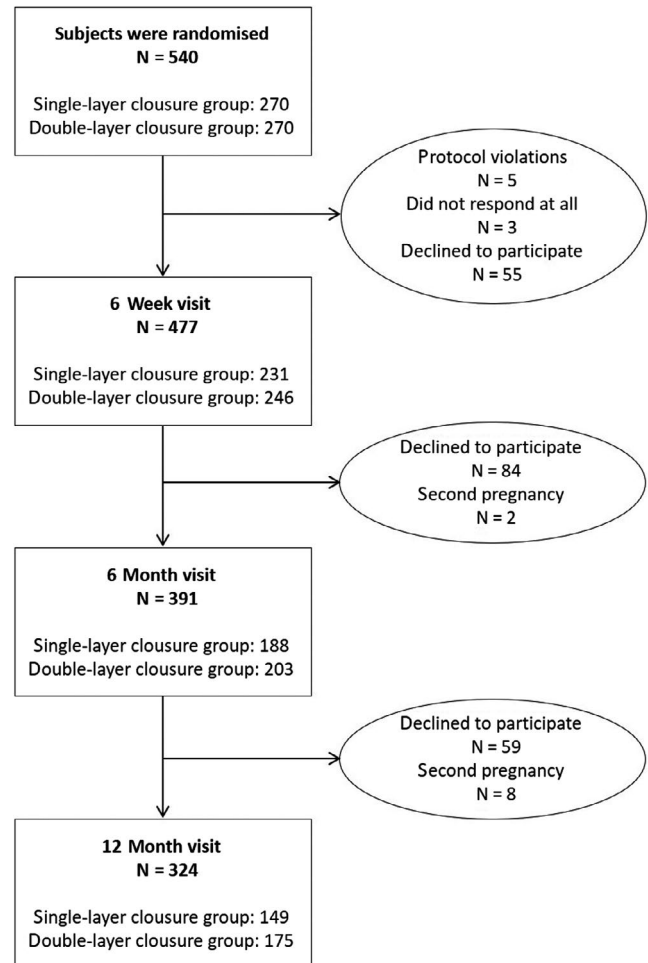 Subjects were randomised
N = 540
Single-layer clousure group: 270
Double-layer clousure group: 270
Protocol violations
N = 5
Did not respond at all
N = 3
Declined to participate
N = 55
6 Week visit
N = 477
Single-layer clousure group: 231
Double-layer clousure group: 246
Declined to participate
N = 84
Second pregnancy
N = 2
6 Month visit
N = 391
Single-layer clousure group: 188
Double-layer clousure group: 203
Declined to participate
N = 59
Second pregnancy
N = 8
12 Month visit
N = 324
Single-layer clousure group: 149
Double-layer clousure group: 175